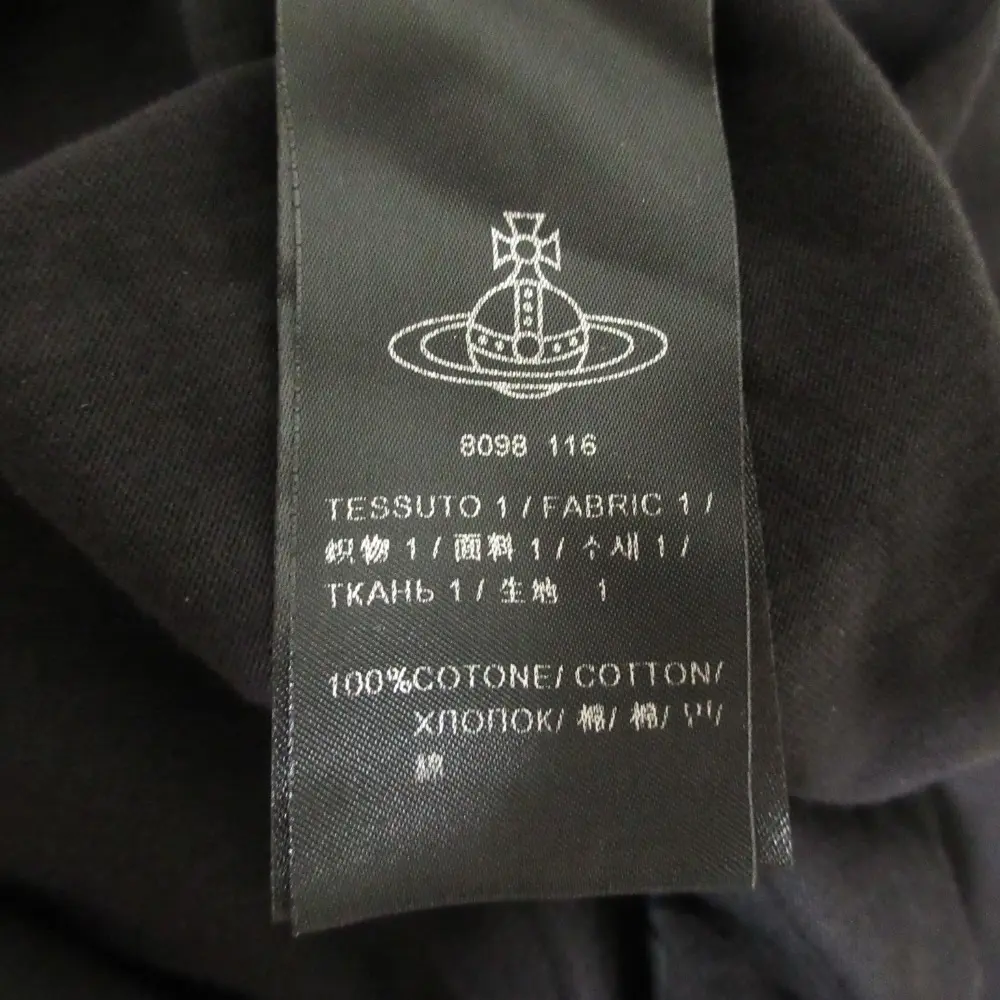 8098 116
TESSUTO 1 / FABRIC 1 /
织物 1 / 面料 1 / 소재 1 /
ТКАНЬ 1 / 生地 1
100%COTONE/ COTTON/
ХЛОПОК/ 棉/ 棉/ 면/
綿